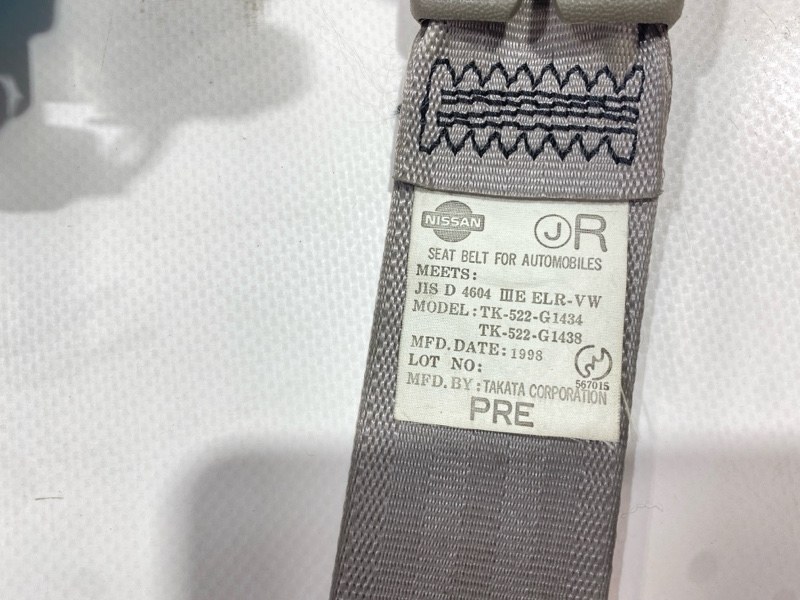 NISSAN
J R
SEAT BELT FOR AUTOMOBILES
MEETS:
JIS D 4604 ⅢE ELR-VW
MODEL: TK-522-G1434
TK-522-G1438
MFD. DATE: 1998
LOT NO:
567015
MFD. BY: TAKATA CORPORATION
PRE